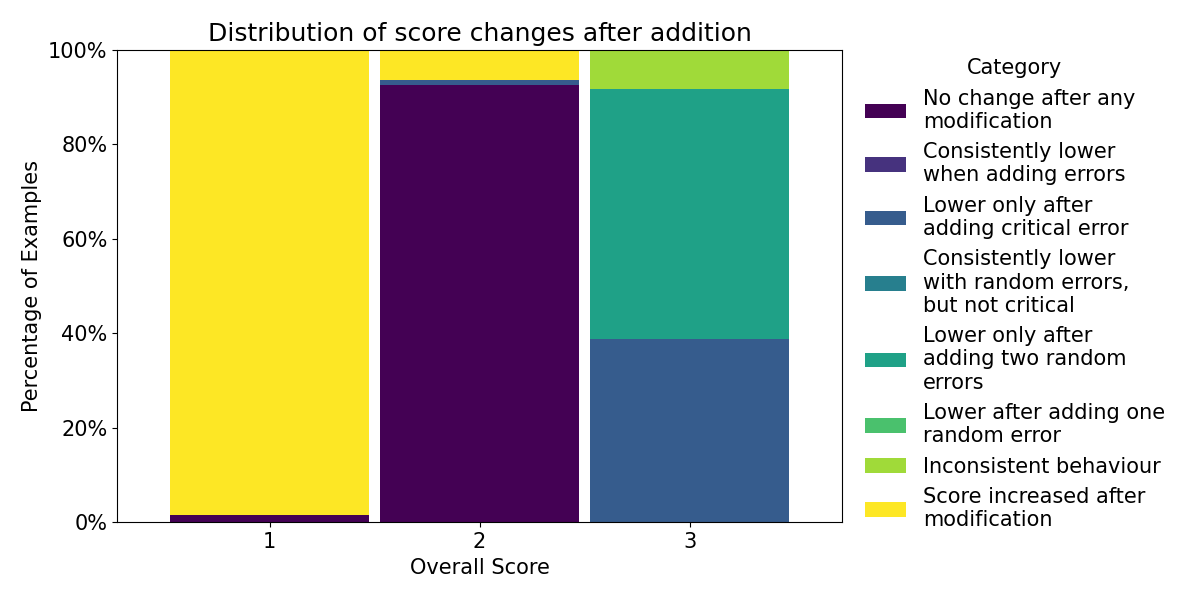 Distribution of score changes after addition
100%
80%
60%
40%
20%
0%
Percentage of Examples
1
2
3
Overall Score
Category
No change after any
modification
Consistently lower
when adding errors
Lower only after
adding critical error
Consistently lower
with random errors,
but not critical
Lower only after
adding two random
errors
Lower after adding one
random error
Inconsistent behaviour
Score increased after
modification